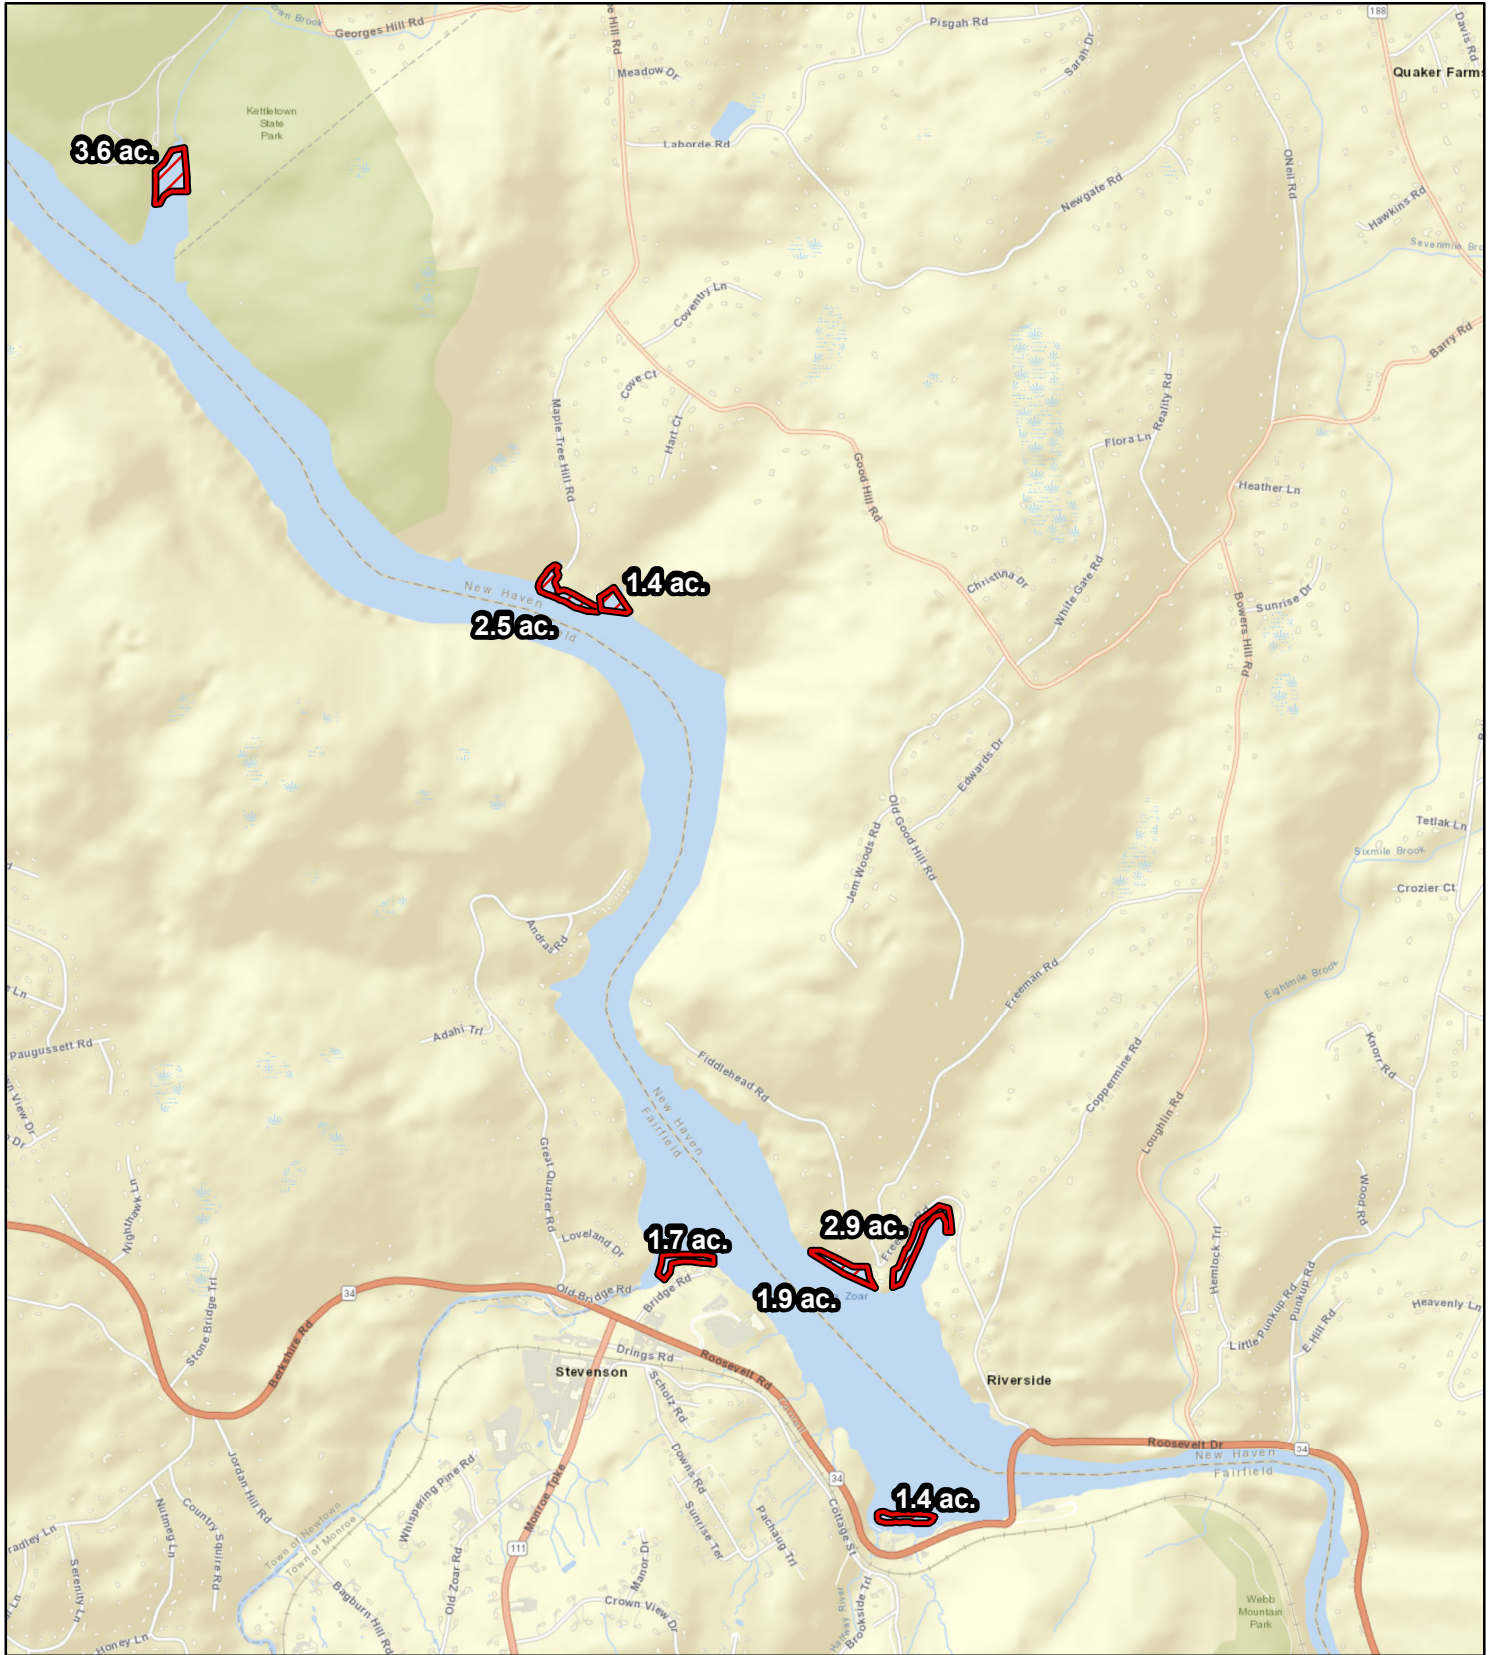 Georges Hill Rd
Pisgah Rd
188
Davis Rd
Meadow Dr
Sarah Dr
Quaker Farms
Kettletown
State
Park
3.6 ac.
Laborde Rd
ONeil Rd
Newgate Rd
Hawkins Rd
Sevenmile Bro
Coventry Ln
Barry Rd
Cove Ct
Maple Tree Hill Rd
Hart Ct
Reality Rd
Flora Ln
Good Hill Rd
Heather Ln
New Haven
1.4 ac.
2.5 ac.
Christina Dr
White Gate Rd
Bowers Hill Rd
Sunrise Dr
Edwards Dr
Old Good Hill Rd
Jem Woods Rd
Tetlak Ln
Sixmile Brook
Crozier Ct
Andras Rd
Freeman Rd
Eightmile Brook
Adahi Trl
Paugussett Rd
Knorr Rd
Fiddlehead Rd
Coppermine Rd
New Haven
Fairfield
Loughlin Rd
Great Quarter Rd
Nighthawk Ln
Wood Rd
2.9 ac.
1.7 ac.
Loveland Dr
Hemlock Trl
Old Bridge Rd
Bridge Rd
1.9 ac.
Zoar
Stone Bridge Trl
34
Berkshire Rd
Punkup Rd
Little Punkup Rd
E Hill Rd
Heavenly Ln
Drings Rd
Roosevelt Rd
Stevenson
Riverside
Scholz Rd
Roosevelt Dr
New Haven
Fairfield
34
Jordan Hill Rd
Whispering Pine Rd
Downs Rd
34
Monroe Tpke
Country Squire Rd
Nutmeg Ln
Sunrise Ter
Pachaug Trl
Cottage St
1.4 ac.
Town of Newtown
Town of Monroe
111
Old Zoar Rd
Manor Dr
Serenity Ln
Bagburn Hill Rd
Crown View Dr
Halfway River
Brookside Trl
Webb
Mountain
Park
Honey Ln